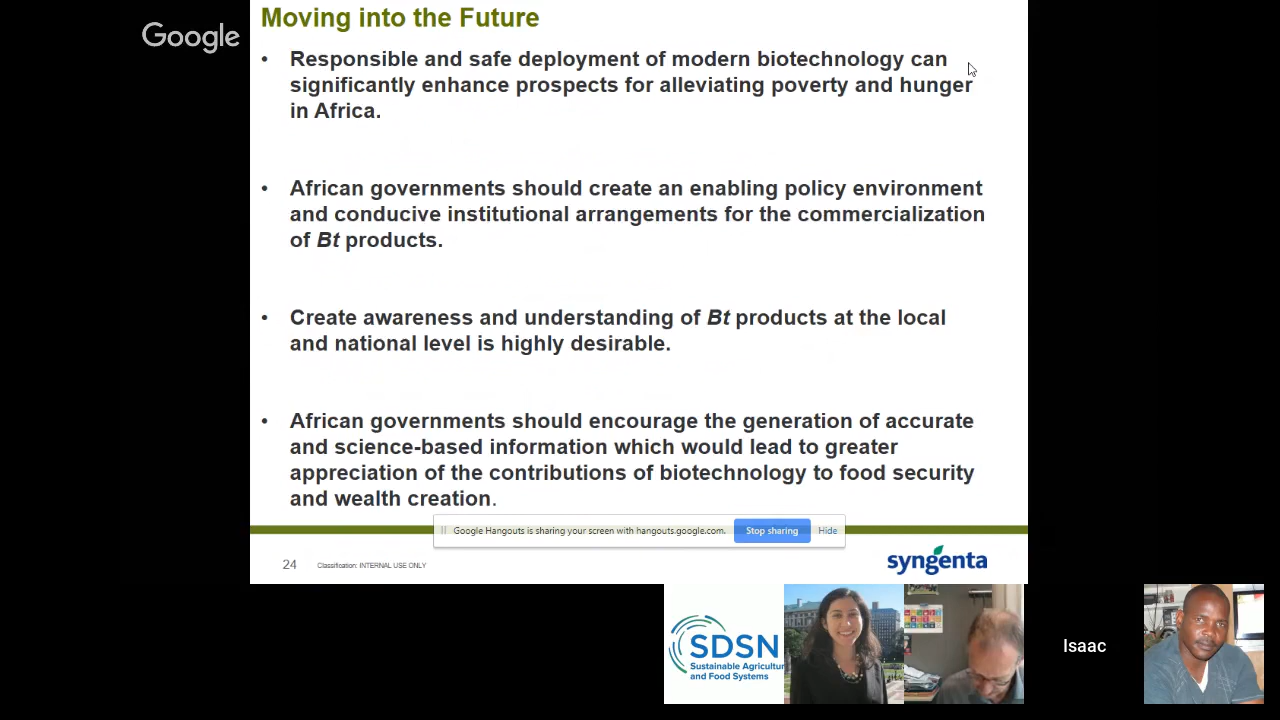 Google
Moving into the Future
• Responsible and safe deployment of modern biotechnology can
significantly enhance prospects for alleviating poverty and hunger
in Africa.
• African governments should create an enabling policy environment
and conducive institutional arrangements for the commercialization
of Bt products.
• Create awareness and understanding of Bt products at the local
and national level is highly desirable.
• African governments should encourage the generation of accurate
and science-based information which would lead to greater
appreciation of the contributions of biotechnology to food security
and wealth creation.
Google Hangouts is sharing your screen with hangouts.google.com. Stop sharing Hide
24 Classification: INTERNAL USE ONLY
syngenta
SDSN
Sustainable Agricultu
and Food Systems
Isaac